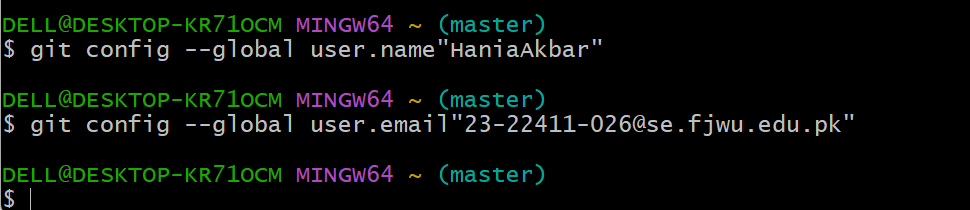 DELL@DESKTOP-KR71OCM MINGW64 ~ (master)
$ git config --global user.name"HaniaAkbar"
DELL@DESKTOP-KR71OCM MINGW64 ~ (master)
$ git config --global user.email"23-22411-026@se.fjwu.edu.pk"
DELL@DESKTOP-KR71OCM MINGW64 ~ (master)
$